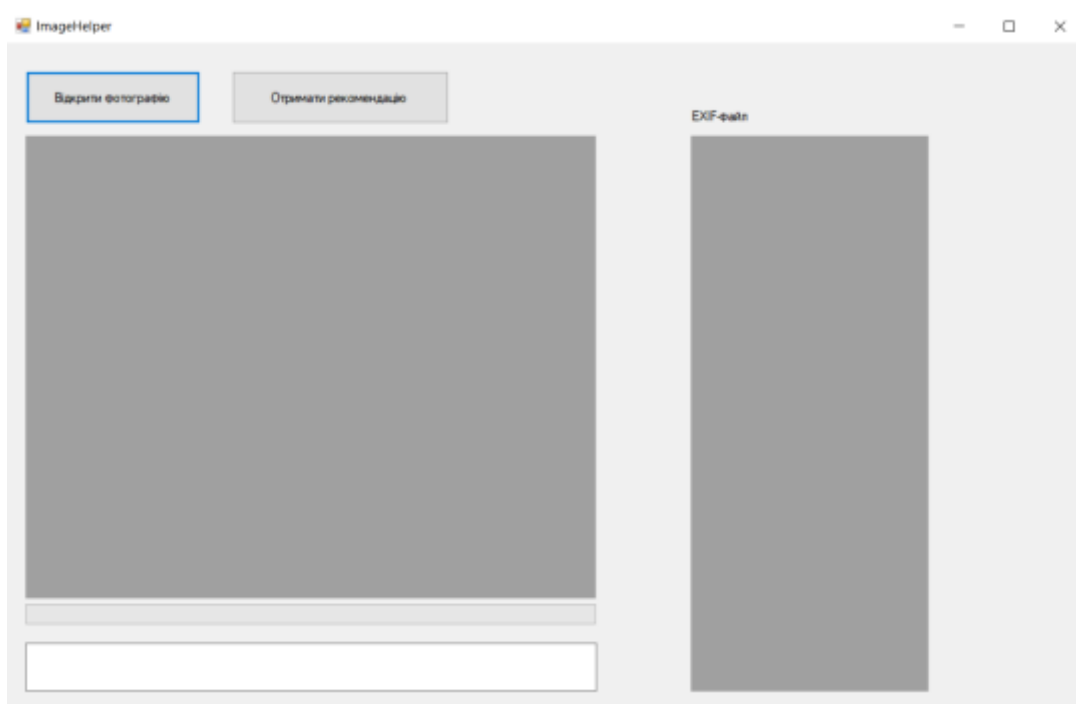 ImageHelper
Відкрити фотографію
Отримати рекомендацію
EXIF-файл